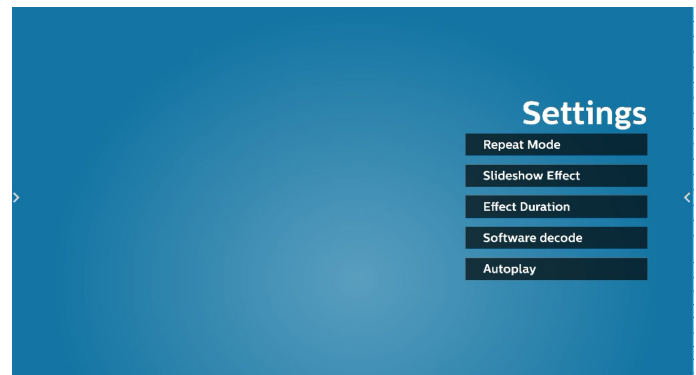 Settings
Repeat Mode
Slideshow Effect
Effect Duration
Software decode
Autoplay